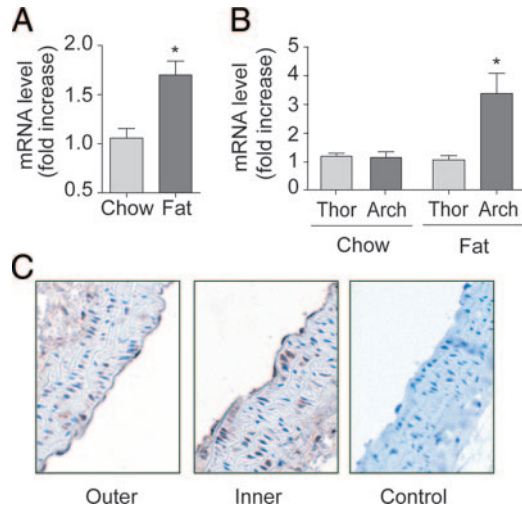 A
mRNA level
(fold increase)
2.0
1.5
1.0
0.5
*
Chow Fat
B
mRNA level
(fold increase)
5
4
3
2
1
0
*
Thor Arch Thor Arch
Chow Fat
C
Outer Inner Control